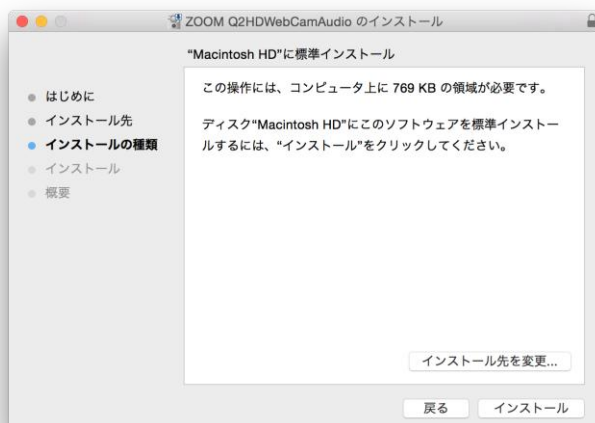 ZOOM Q2HDWebCamAudio のインストール
“Macintosh HD”に標準インストール
はじめに
インストール先
インストールの種類
インストール
概要
この操作には、コンピュータ上に 769 KB の領域が必要です。
ディスク“Macintosh HD”にこのソフトウェアを標準インストー
ルするには、“インストール”をクリックしてください。
インストール先を変更...
戻る
インストール